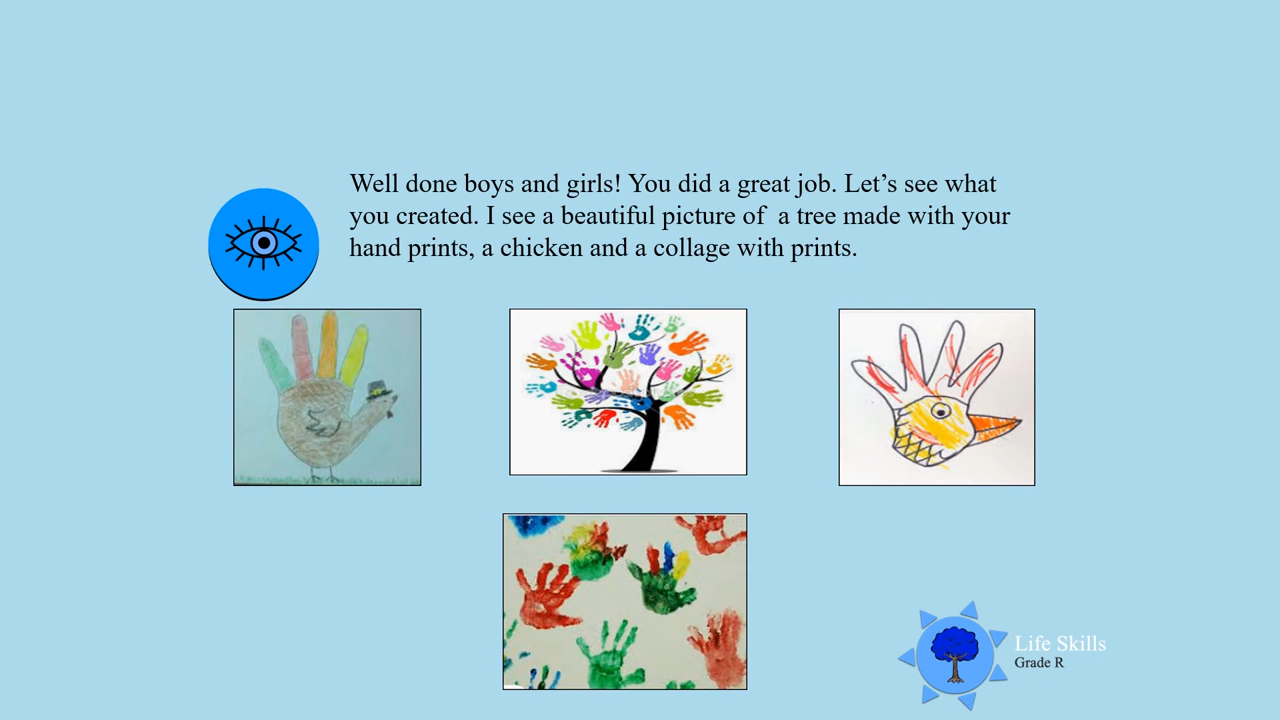 Well done boys and girls! You did a great job. Let’s see what
you created. I see a beautiful picture of  a tree made with your
hand prints, a chicken and a collage with prints.
Life Skills
Grade R